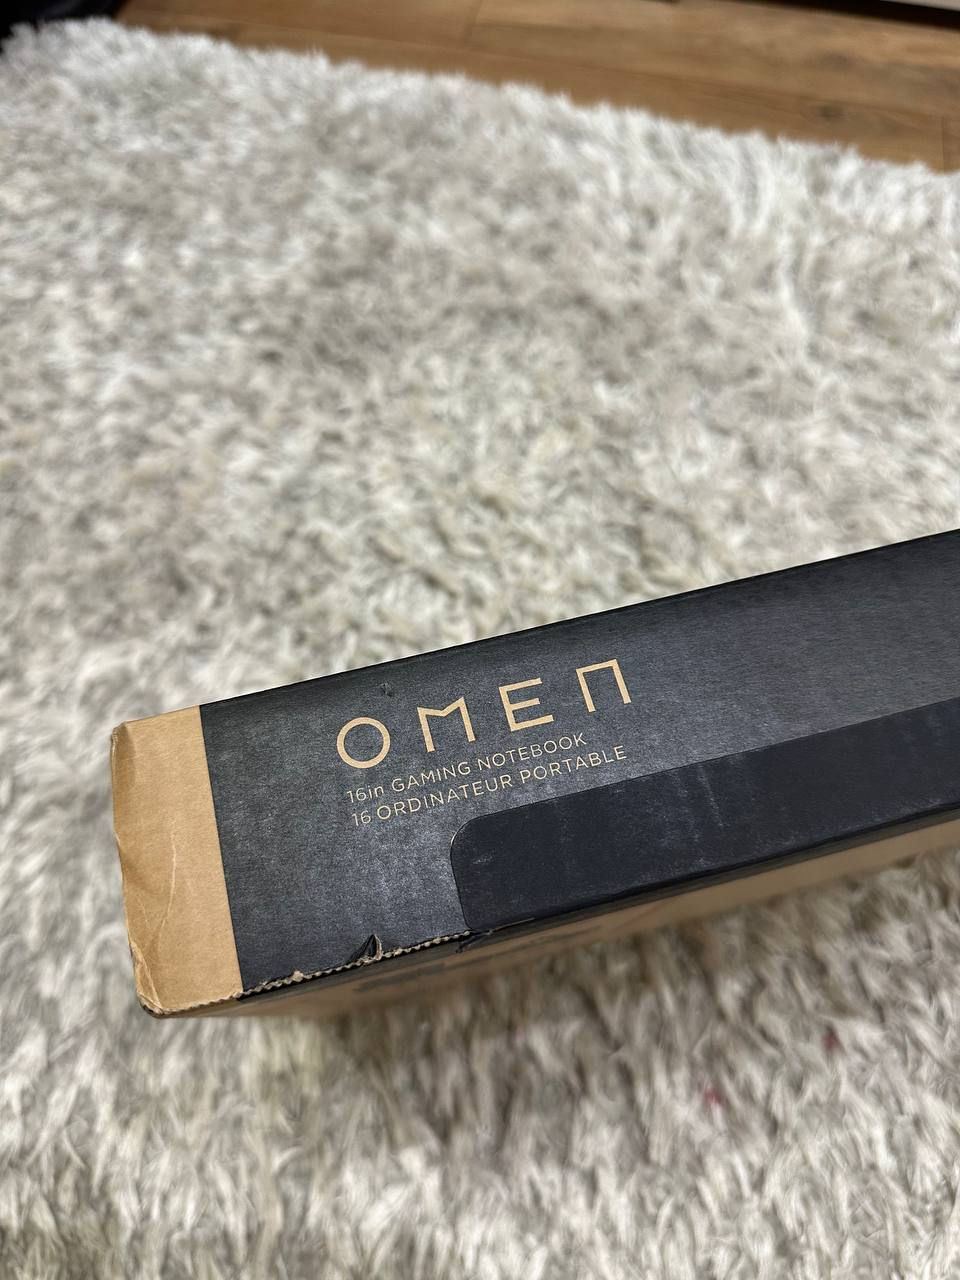 OMEN
16in GAMING NOTEBOOK
16 ORDINATEUR PORTABLE